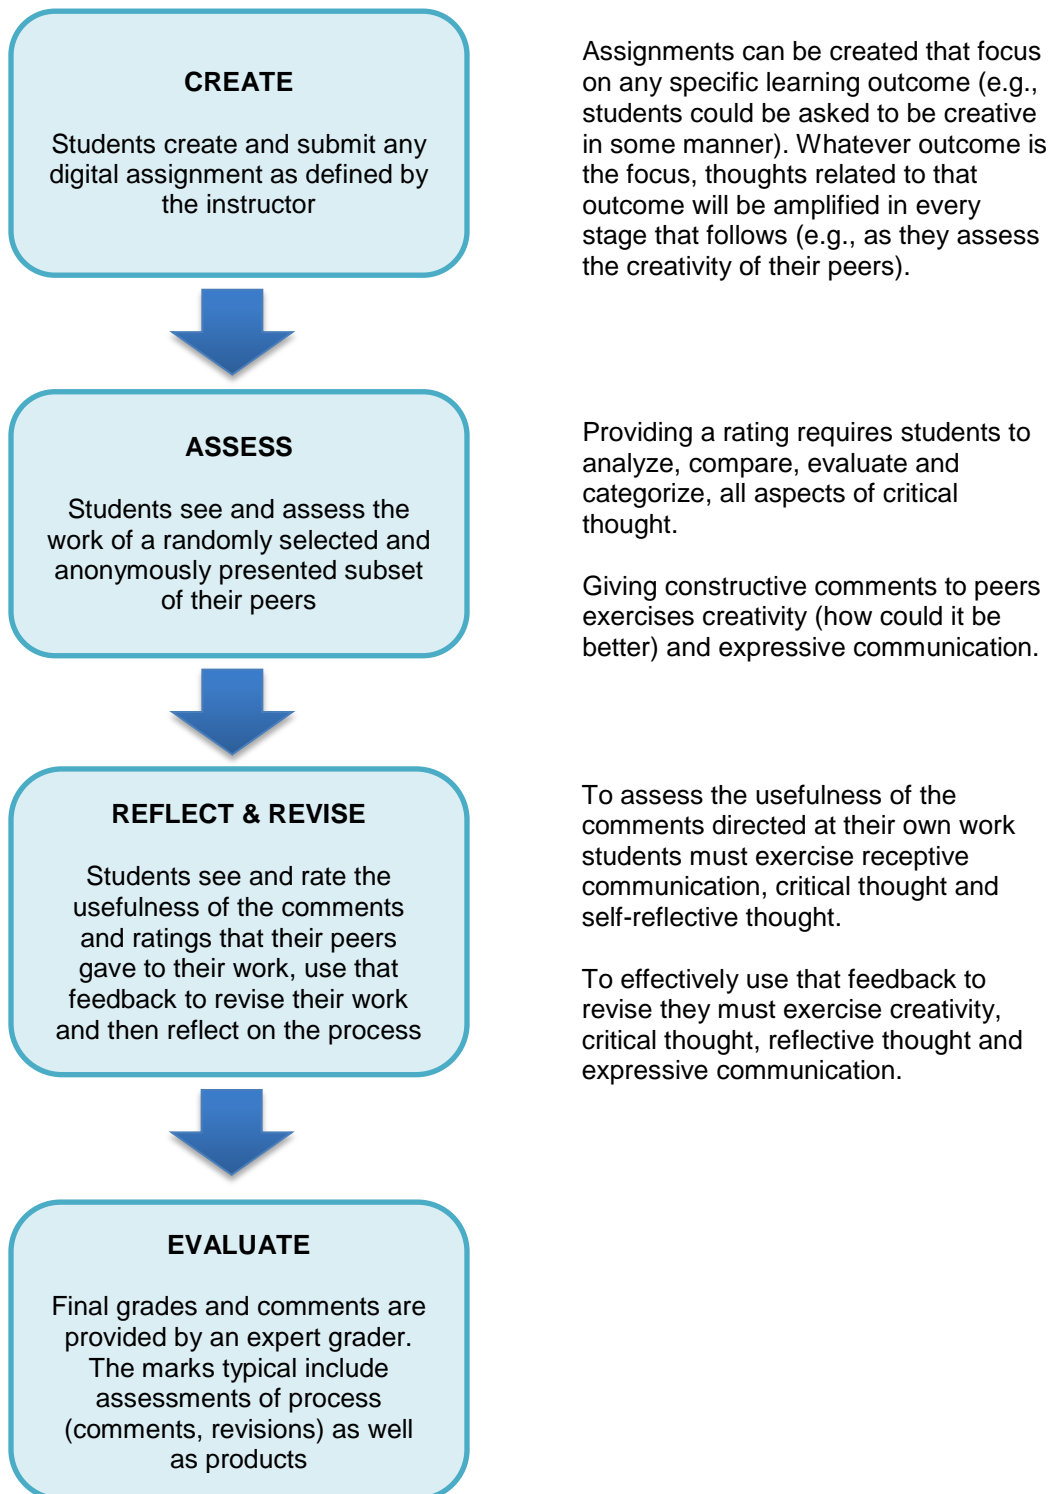 CREATE
Students create and submit any
digital assignment as defined by
the instructor
Assignments can be created that focus
on any specific learning outcome (e.g.,
students could be asked to be creative
in some manner). Whatever outcome is
the focus, thoughts related to that
outcome will be amplified in every
stage that follows (e.g., as they assess
the creativity of their peers).
ASSESS
Students see and assess the
work of a randomly selected and
anonymously presented subset
of their peers
Providing a rating requires students to
analyze, compare, evaluate and
categorize, all aspects of critical
thought.
Giving constructive comments to peers
exercises creativity (how could it be
better) and expressive communication.
REFLECT & REVISE
Students see and rate the
usefulness of the comments
and ratings that their peers
gave to their work, use that
feedback to revise their work
and then reflect on the process
To assess the usefulness of the
comments directed at their own work
students must exercise receptive
communication, critical thought and
self-reflective thought.
To effectively use that feedback to
revise they must exercise creativity,
critical thought, reflective thought and
expressive communication.
EVALUATE
Final grades and comments are
provided by an expert grader.
The marks typical include
assessments of process
(comments, revisions) as well
as products